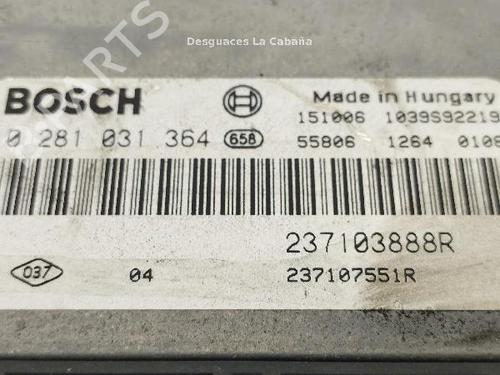 Desguaces La Cabaña
PARTS
BOSCH
Made in Hungary
151006 1039S92219
0 281 031 364 658
55806 1264 0108
237103888R
037 04 237107551R